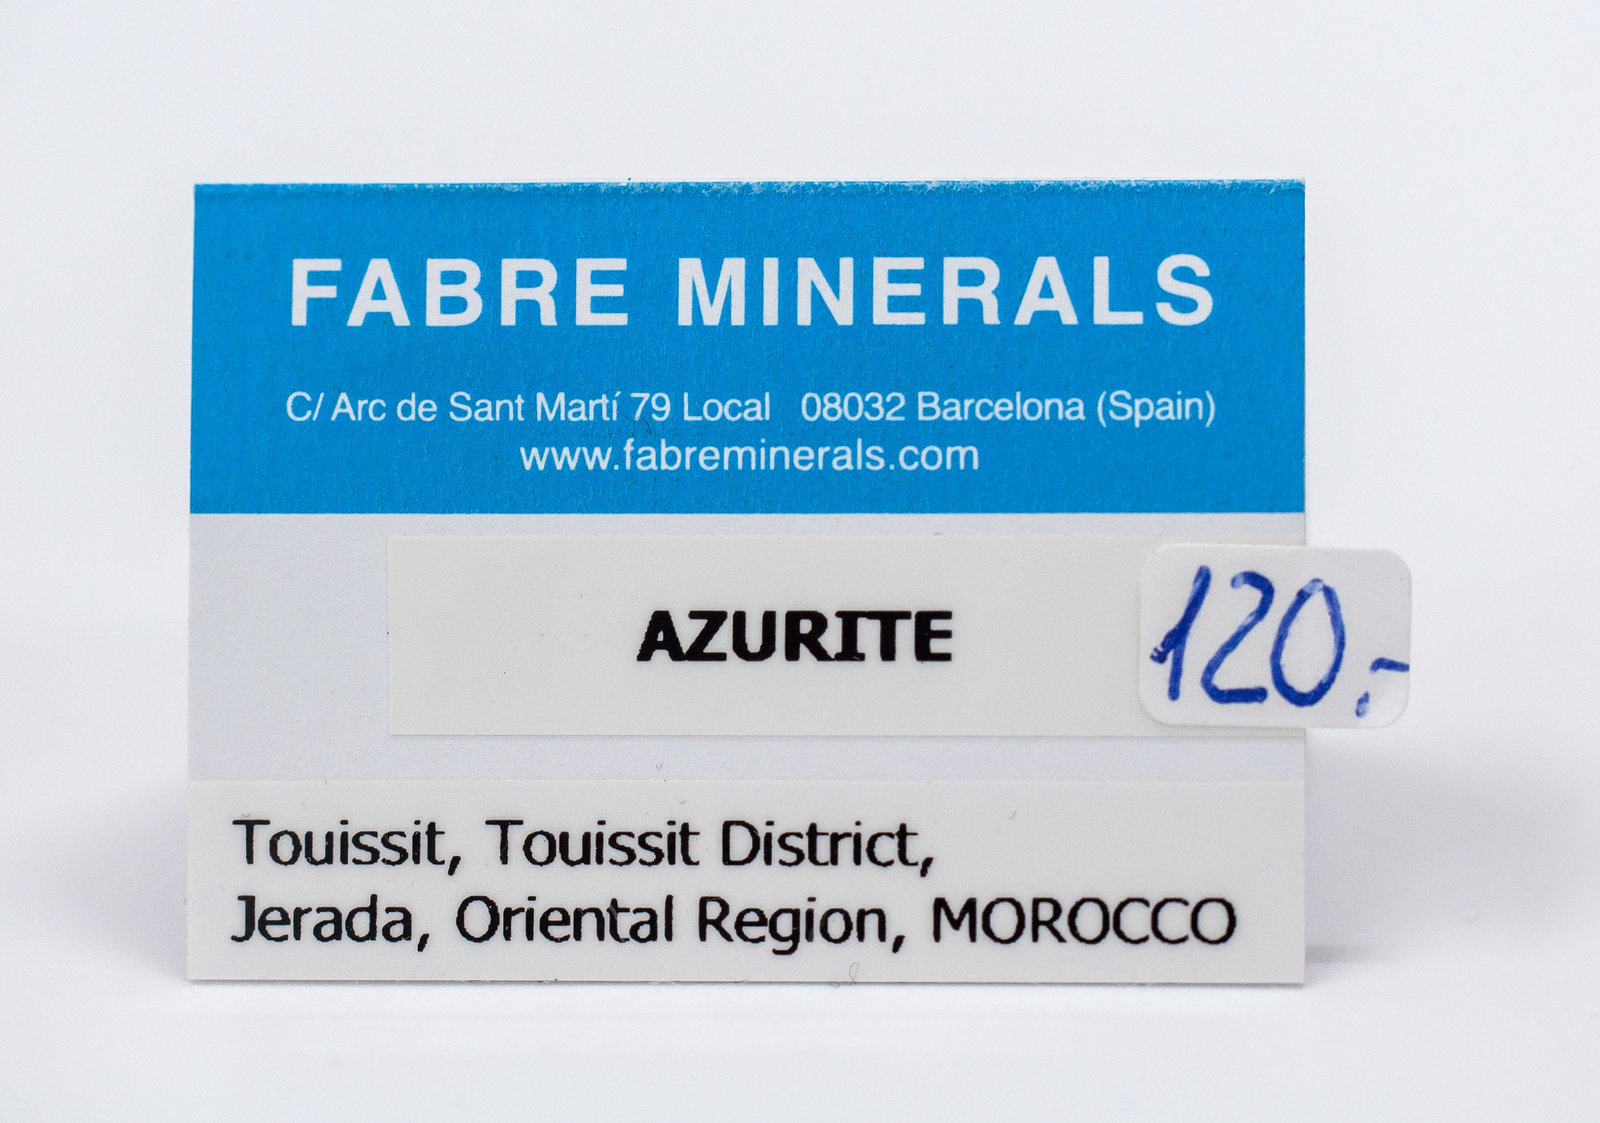 FABRE MINERALS
C/ Arc de Sant Martí 79 Local 08032 Barcelona (Spain)
www.fabreminerals.com
AZURITE
120.-
Touissit, Touissit District,
Jerada, Oriental Region, MOROCCO